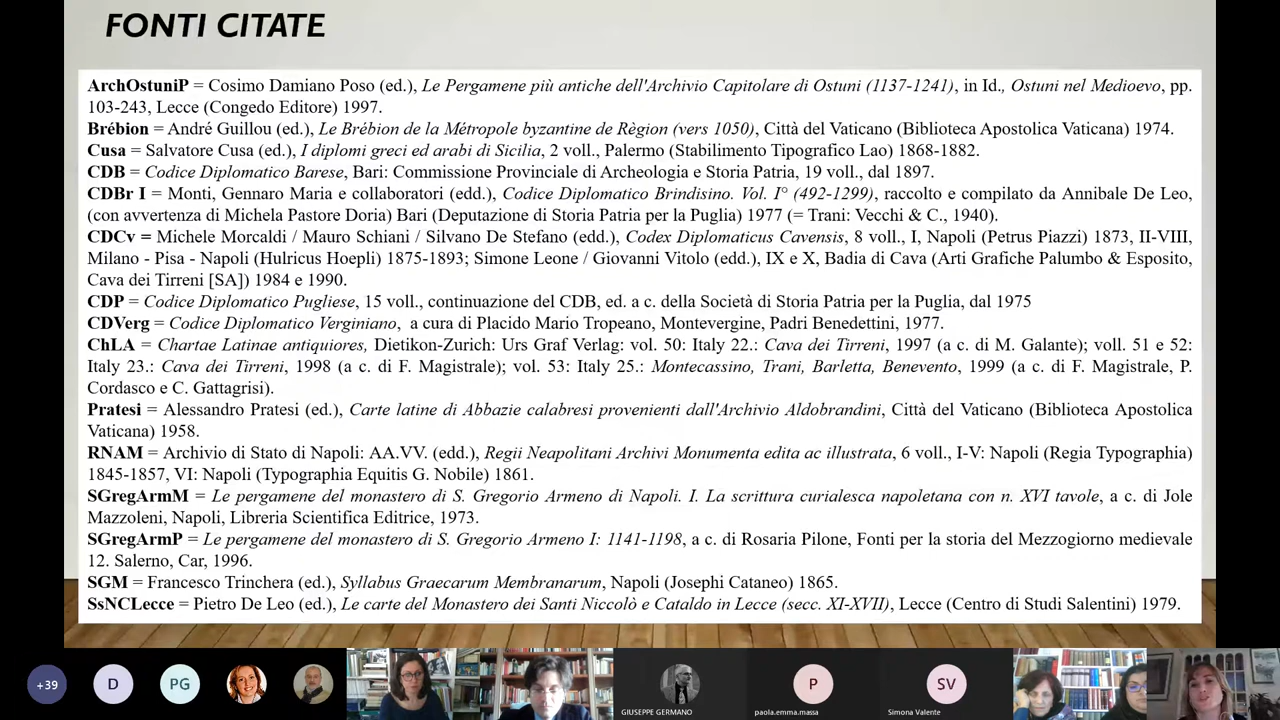 FONTI CITATE
ArchOstuniP = Cosimo Damiano Poso (ed.), Le Pergamene più antiche dell'Archivio Capitolare di Ostuni (1137-1241), in Id., Ostuni nel Medioevo, pp.
103-243, Lecce (Congedo Editore) 1997.
Brébion = André Guillou (ed.), Le Brébion de la Métropole byzantine de Règion (vers 1050), Città del Vaticano (Biblioteca Apostolica Vaticana) 1974.
Cusa = Salvatore Cusa (ed.), I diplomi greci ed arabi di Sicilia, 2 voll., Palermo (Stabilimento Tipografico Lao) 1868-1882.
CDB = Codice Diplomatico Barese, Bari: Commissione Provinciale di Archeologia e Storia Patria, 19 voll., dal 1897.
CDBr I = Monti, Gennaro Maria e collaboratori (edd.), Codice Diplomatico Brindisino. Vol. I° (492-1299), raccolto e compilato da Annibale De Leo,
(con avvertenza di Michela Pastore Doria) Bari (Deputazione di Storia Patria per la Puglia) 1977 (= Trani: Vecchi & C., 1940).
CDCv = Michele Morcaldi / Mauro Schiani / Silvano De Stefano (edd.), Codex Diplomaticus Cavensis, 8 voll., I, Napoli (Petrus Piazzi) 1873, II-VIII,
Milano - Pisa - Napoli (Hulricus Hoepli) 1875-1893; Simone Leone / Giovanni Vitolo (edd.), IX e X, Badia di Cava (Arti Grafiche Palumbo & Esposito,
Cava dei Tirreni [SA]) 1984 e 1990.
CDP = Codice Diplomatico Pugliese, 15 voll., continuazione del CDB, ed. a c. della Società di Storia Patria per la Puglia, dal 1975
CDVerg = Codice Diplomatico Verginiano, a cura di Placido Mario Tropeano, Montevergine, Padri Benedettini, 1977.
ChLA = Chartae Latinae antiquiores, Dietikon-Zurich: Urs Graf Verlag: vol. 50: Italy 22.: Cava dei Tirreni, 1997 (a c. di M. Galante); voll. 51 e 52:
Italy 23.: Cava dei Tirreni, 1998 (a c. di F. Magistrale); vol. 53: Italy 25.: Montecassino, Trani, Barletta, Benevento, 1999 (a c. di F. Magistrale, P.
Cordasco e C. Gattagrisi).
Pratesi = Alessandro Pratesi (ed.), Carte latine di Abbazie calabresi provenienti dall'Archivio Aldobrandini, Città del Vaticano (Biblioteca Apostolica
Vaticana) 1958.
RNAM = Archivio di Stato di Napoli: AA.VV. (edd.), Regii Neapolitani Archivi Monumenta edita ac illustrata, 6 voll., I-V: Napoli (Regia Typographia)
1845-1857, VI: Napoli (Typographia Equitis G. Nobile) 1861.
SGregArmM = Le pergamene del monastero di S. Gregorio Armeno di Napoli. I. La scrittura curialesca napoletana con n. XVI tavole, a c. di Jole
Mazzoleni, Napoli, Libreria Scientifica Editrice, 1973.
SGregArmP = Le pergamene del monastero di S. Gregorio Armeno I: 1141-1198, a c. di Rosaria Pilone, Fonti per la storia del Mezzogiorno medievale
12. Salerno, Car, 1996.
SGM = Francesco Trinchera (ed.), Syllabus Graecarum Membranarum, Napoli (Josephi Cataneo) 1865.
SsNCLecce = Pietro De Leo (ed.), Le carte del Monastero dei Santi Niccolò e Cataldo in Lecce (secc. XI-XVII), Lecce (Centro di Studi Salentini) 1979.
+39
D
PG
GIUSEPPE GERMANO
P
paola.emma.massa
SV
Simona Valente